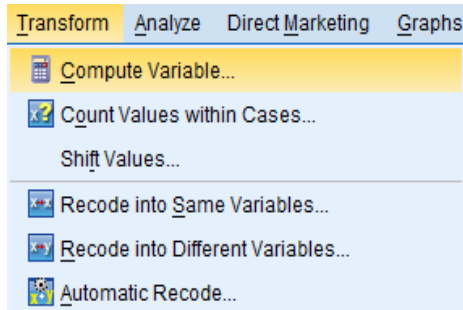 Transform Analyze Direct Marketing Graphs
Compute Variable...
Count Values within Cases...
Shift Values...
Recode into Same Variables...
Recode into Different Variables...
Automatic Recode...